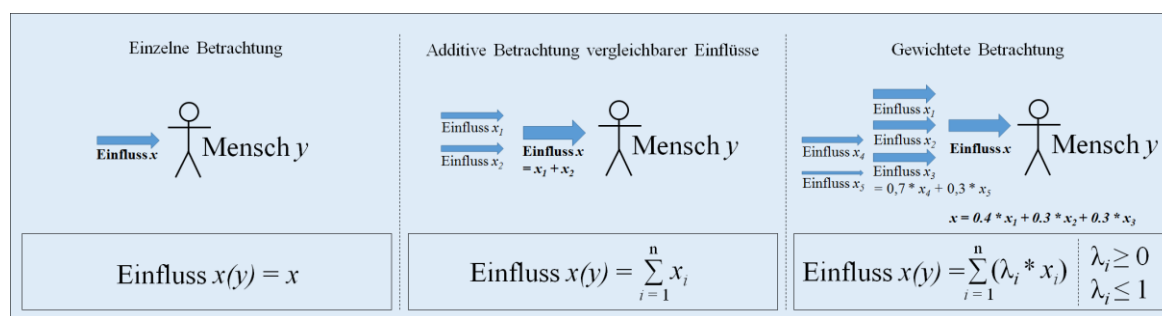 Einzelne Betrachtung
Einfluss x
Mensch y
Einfluss x(y) = x
Additive Betrachtung vergleichbarer Einflüsse
Einfluss x₁
Einfluss x₂
Einfluss x
= x₁ + x₂
Mensch y
n
Einfluss x(y) = ∑ xᵢ
i = 1
Gewichtete Betrachtung
Einfluss x₁
Einfluss x₂
Einfluss x₄
Einfluss x₃
Einfluss x₅
= 0,7 * x₄ + 0,3 * x₅
Einfluss x
Mensch y
x = 0.4 * x₁ + 0.3 * x₂ + 0.3 * x₃
n
Einfluss x(y) = ∑(λᵢ * xᵢ)
i = 1
λᵢ ≥ 0
λᵢ ≤ 1